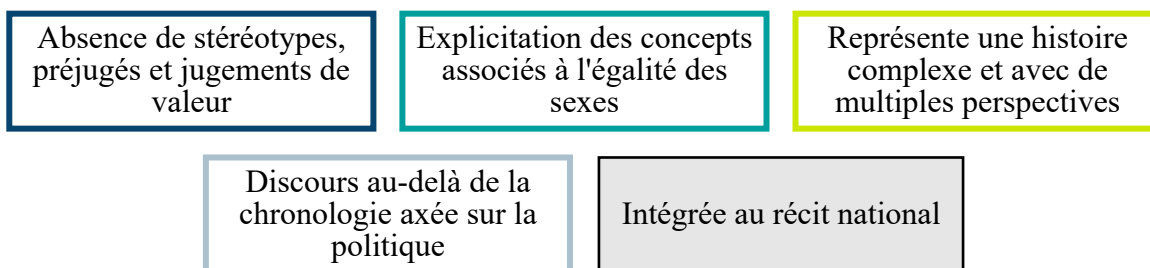 Absence de stéréotypes,
préjugés et jugements de
valeur
Explicitation des concepts
associés à l'égalité des
sexes
Représente une histoire
complexe et avec de
multiples perspectives
Discours au-delà de la
chronologie axée sur la
politique
Intégrée au récit national